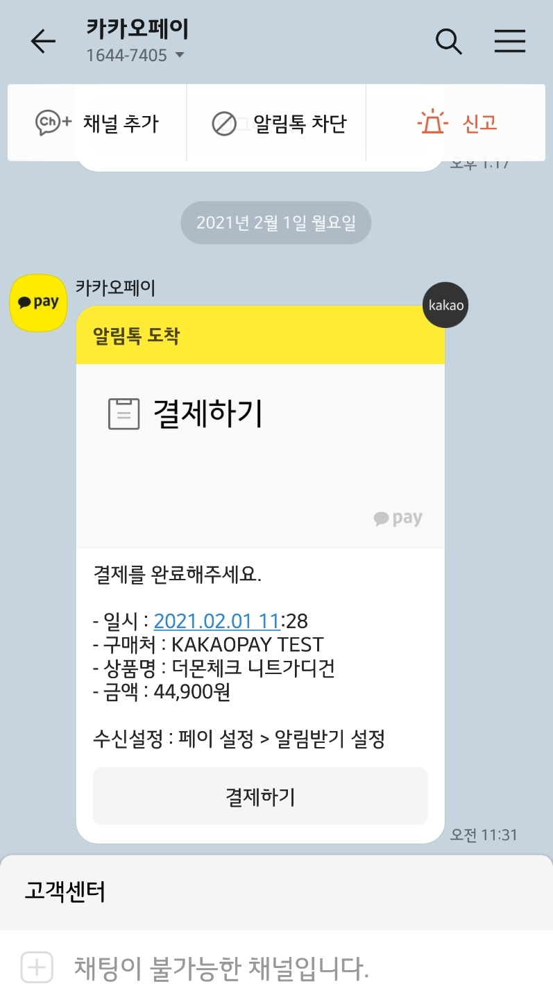 카카오페이
1644-7405
Ch+ 채널 추가
알림톡 차단
신고
오후 1:17
2021년 2월 1일 월요일
pay
카카오페이
kakao
알림톡 도착
결제하기
pay
결제를 완료해주세요.
- 일시 : 2021.02.01 11:28
- 구매처 : KAKAOPAY TEST
- 상품명 : 더몬체크 니트가디건
- 금액 : 44,900원
수신설정 : 페이 설정 > 알림받기 설정
결제하기
오전 11:31
고객센터
채팅이 불가능한 채널입니다.